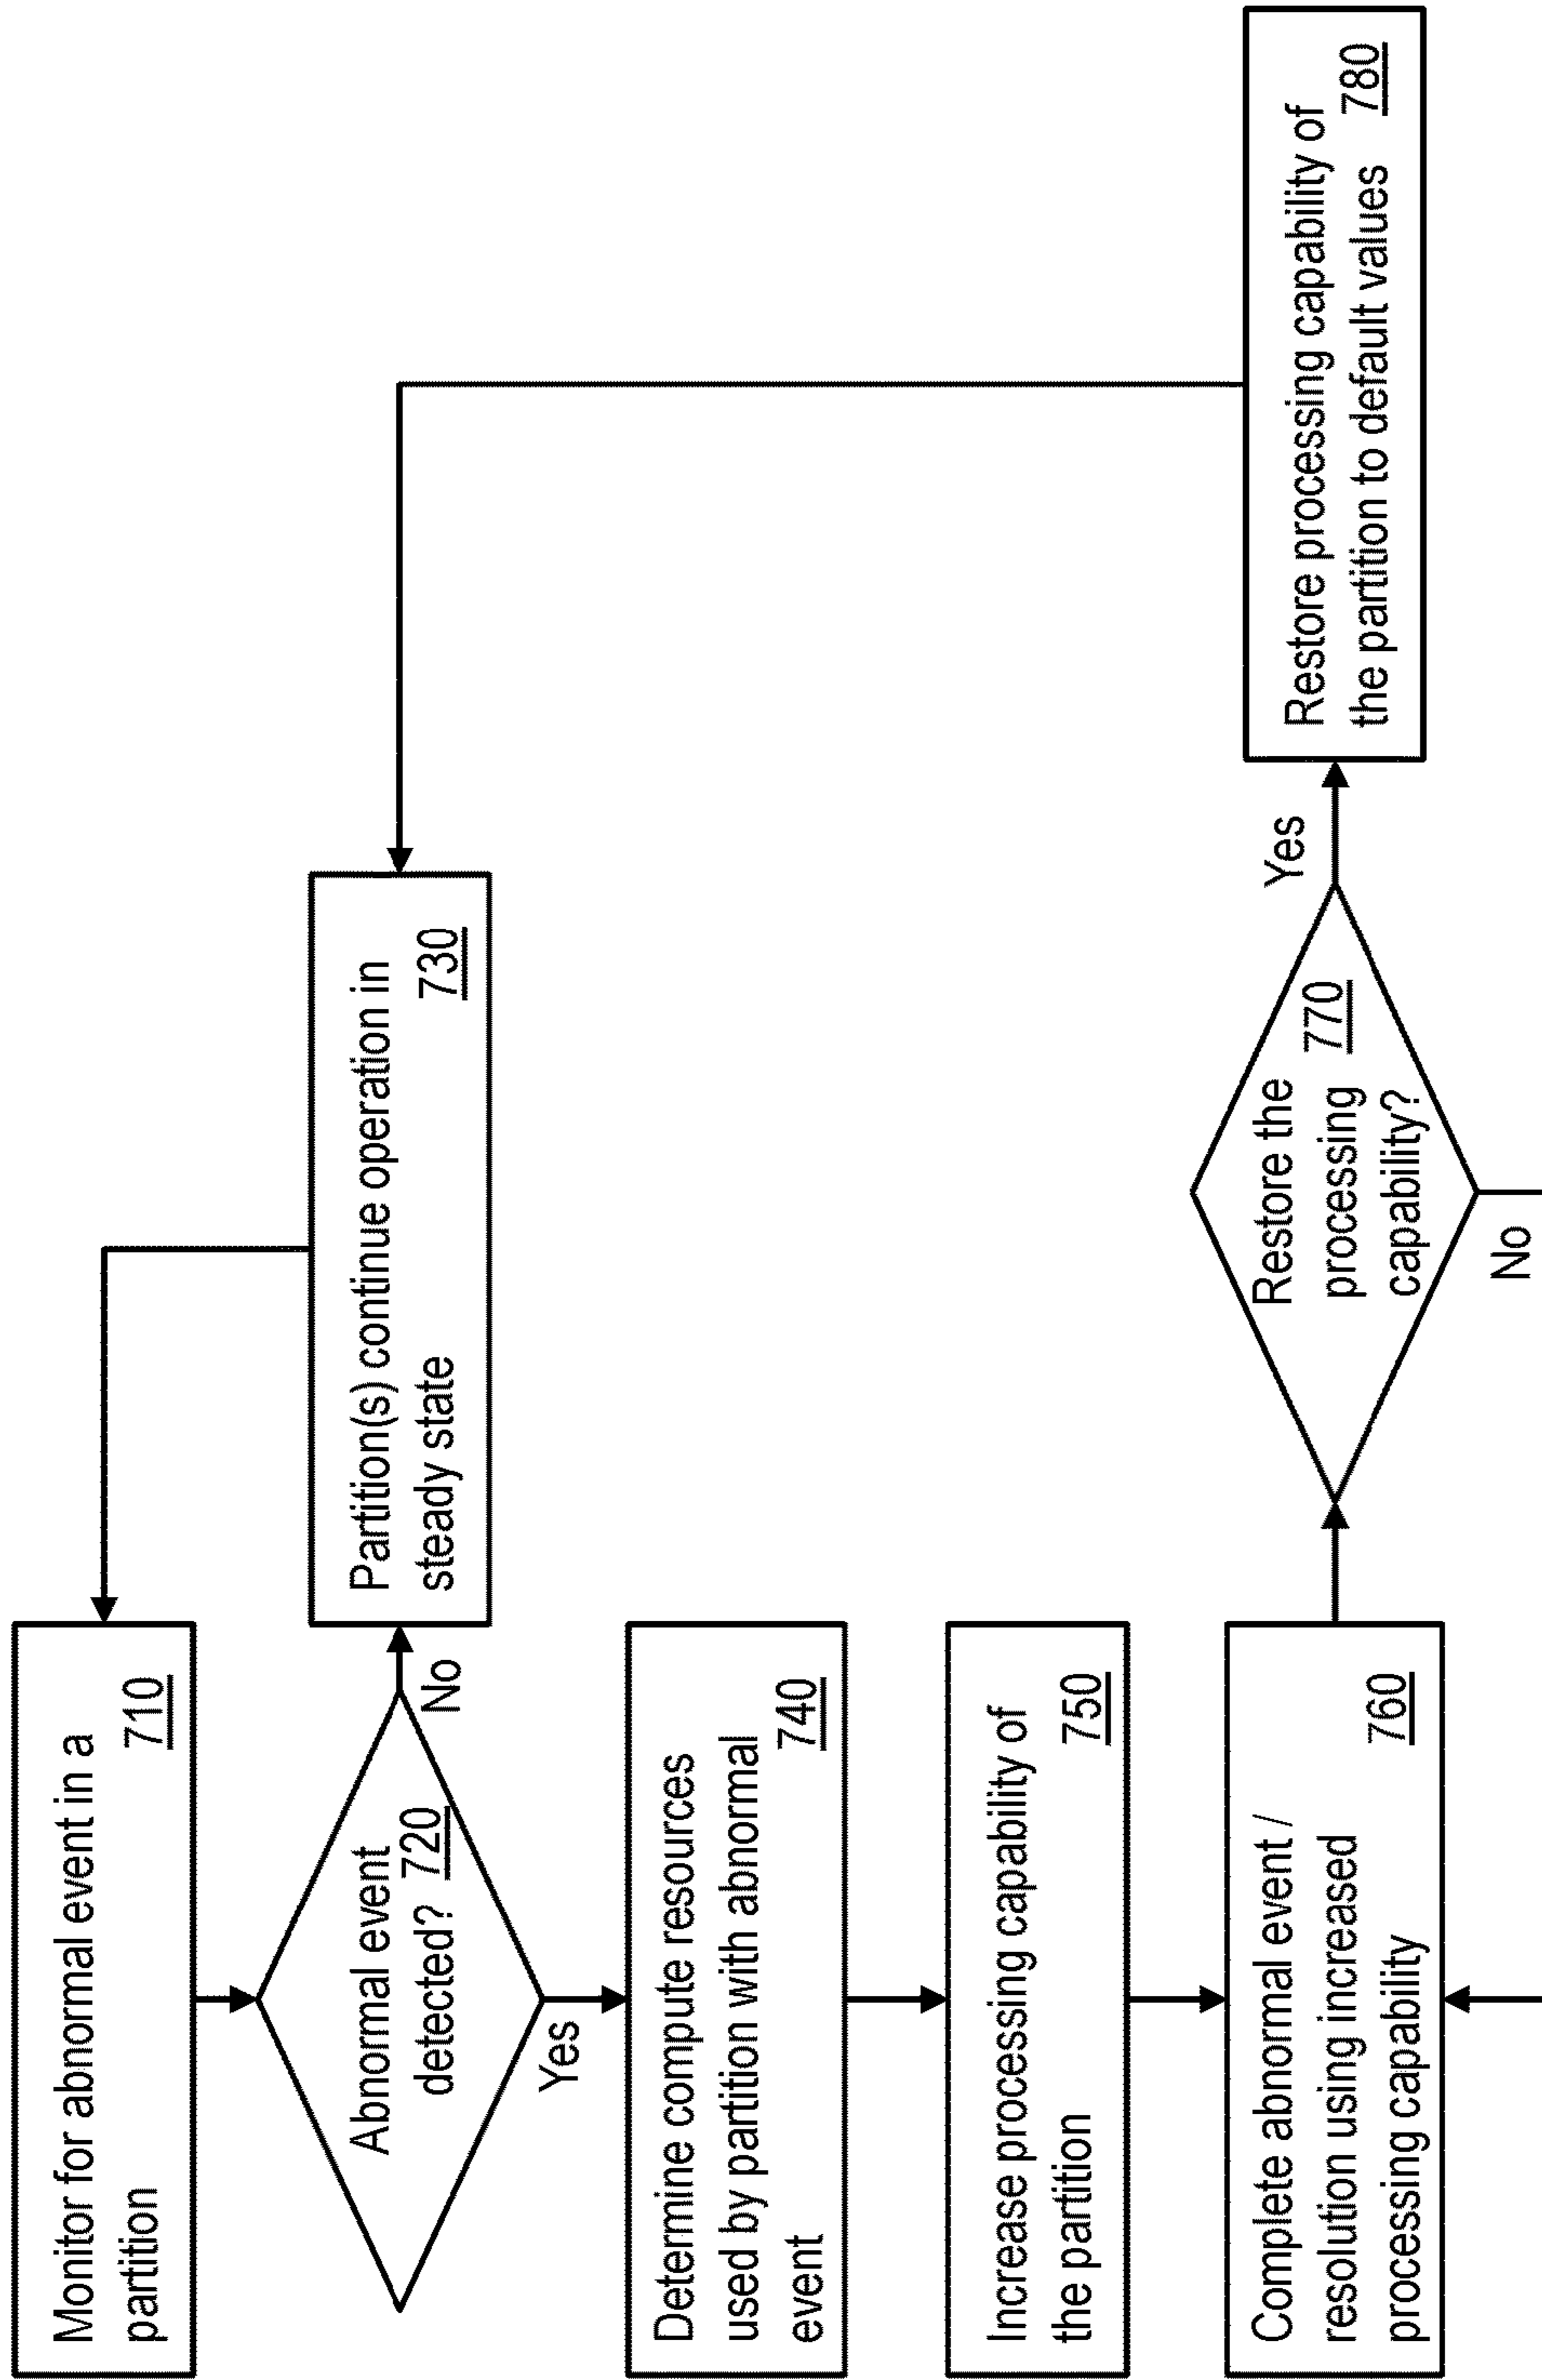 Monitor for abnormal event in a
partition 710
Abnormal event
detected? 720
No
Yes
Partition(s) continue operation in
steady state 730
Determine compute resources
used by partition with abnormal
event 740
Increase processing capability of
the partition 750
Complete abnormal event /
resolution using increased
processing capability 760
Restore the
processing 770
capability?
Yes
No
Restore processing capability of
the partition to default values 780